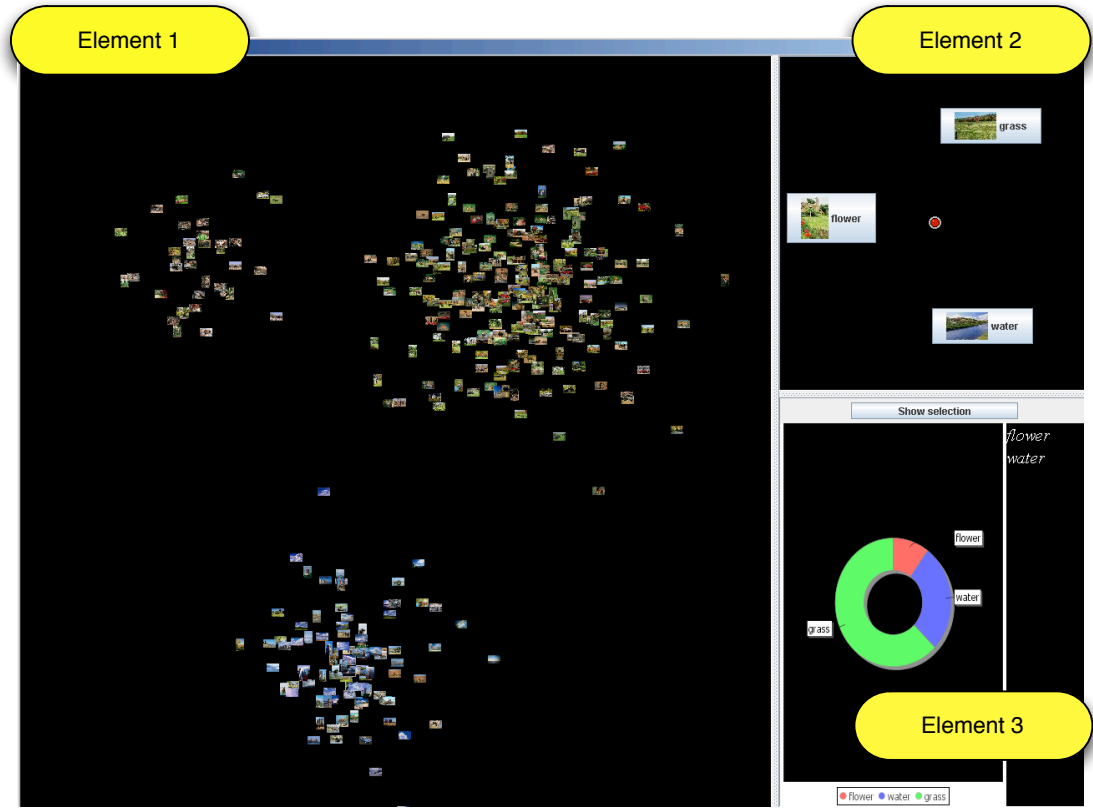 Element 1
Element 2
grass
flower
water
Show selection
flower
water
flower
water
grass
Element 3
flower water grass